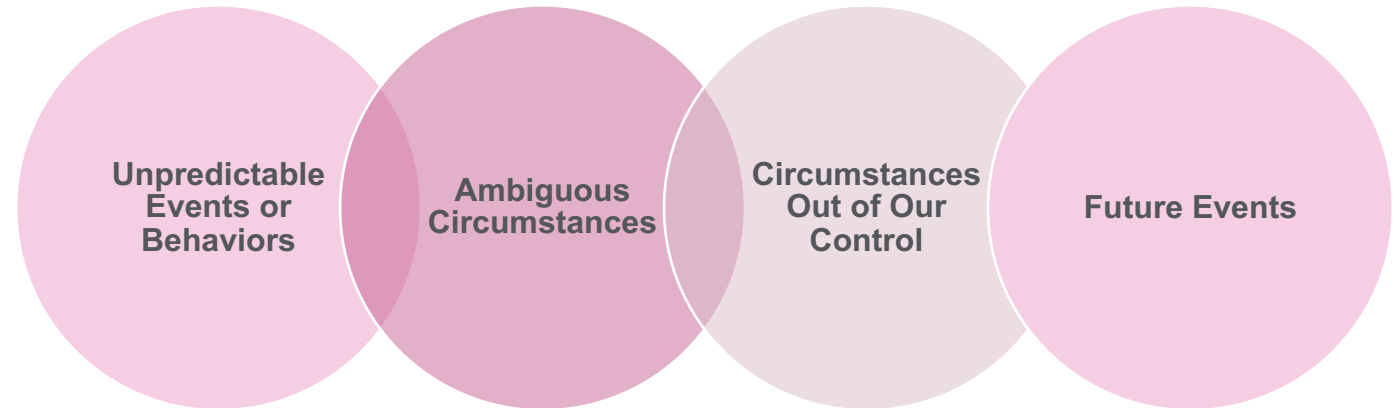 Unpredictable
Events or
Behaviors
Ambiguous
Circumstances
Circumstances
Out of Our
Control
Future Events